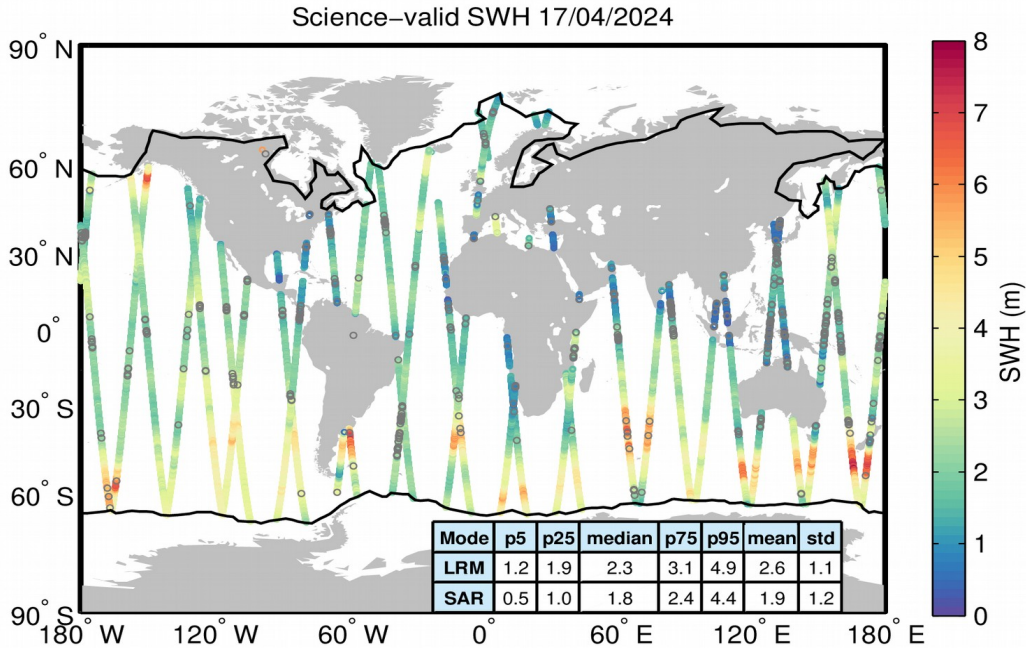 Science−valid SWH 17/04/2024
90° N
60° N
30° N
0°
30° S
60° S
90° S
180° W
120° W
60° W
0°
60° E
120° E
180° E
Mode p5 p25 median p75 p95 mean std
LRM 1.2 1.9 2.3 3.1 4.9 2.6 1.1
SAR 0.5 1.0 1.8 2.4 4.4 1.9 1.2
8
7
6
5
4
3
2
1
0
SWH (m)